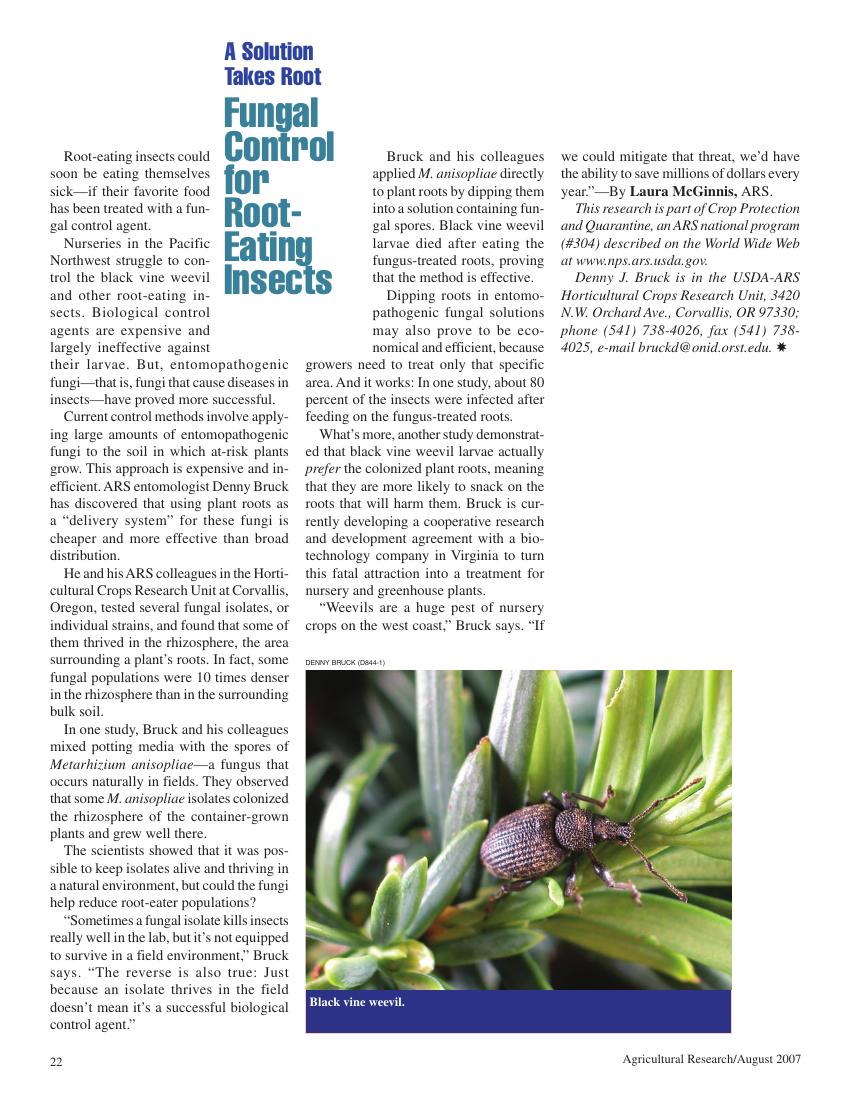 A Solution
Takes Root
Fungal
Control
for
Root-
Eating
Insects
Root-eating insects could
soon be eating themselves
sick—if their favorite food
has been treated with a fun-
gal control agent.
Nurseries in the Pacific
Northwest struggle to con-
trol the black vine weevil
and other root-eating in-
sects. Biological control
agents are expensive and
largely ineffective against
their larvae. But, entomopathogenic
fungi—that is, fungi that cause diseases in
insects—have proved more successful.
Current control methods involve apply-
ing large amounts of entomopathogenic
fungi to the soil in which at-risk plants
grow. This approach is expensive and in-
efficient. ARS entomologist Denny Bruck
has discovered that using plant roots as
a “delivery system” for these fungi is
cheaper and more effective than broad
distribution.
He and his ARS colleagues in the Horti-
cultural Crops Research Unit at Corvallis,
Oregon, tested several fungal isolates, or
individual strains, and found that some of
them thrived in the rhizosphere, the area
surrounding a plant’s roots. In fact, some
fungal populations were 10 times denser
in the rhizosphere than in the surrounding
bulk soil.
In one study, Bruck and his colleagues
mixed potting media with the spores of
Metarhizium anisopliae—a fungus that
occurs naturally in fields. They observed
that some M. anisopliae isolates colonized
the rhizosphere of the container-grown
plants and grew well there.
The scientists showed that it was pos-
sible to keep isolates alive and thriving in
a natural environment, but could the fungi
help reduce root-eater populations?
“Sometimes a fungal isolate kills insects
really well in the lab, but it’s not equipped
to survive in a field environment,” Bruck
says. “The reverse is also true: Just
because an isolate thrives in the field
doesn’t mean it’s a successful biological
control agent.”
Bruck and his colleagues
applied M. anisopliae directly
to plant roots by dipping them
into a solution containing fun-
gal spores. Black vine weevil
larvae died after eating the
fungus-treated roots, proving
that the method is effective.
Dipping roots in entomo-
pathogenic fungal solutions
may also prove to be eco-
nomical and efficient, because
growers need to treat only that specific
area. And it works: In one study, about 80
percent of the insects were infected after
feeding on the fungus-treated roots.
What’s more, another study demonstrat-
ed that black vine weevil larvae actually
prefer the colonized plant roots, meaning
that they are more likely to snack on the
roots that will harm them. Bruck is cur-
rently developing a cooperative research
and development agreement with a bio-
technology company in Virginia to turn
this fatal attraction into a treatment for
nursery and greenhouse plants.
“Weevils are a huge pest of nursery
crops on the west coast,” Bruck says. “If
we could mitigate that threat, we’d have
the ability to save millions of dollars every
year.”—By Laura McGinnis, ARS.
This research is part of Crop Protection
and Quarantine, an ARS national program
(#304) described on the World Wide Web
at www.nps.ars.usda.gov.
Denny J. Bruck is in the USDA-ARS
Horticultural Crops Research Unit, 3420
N.W. Orchard Ave., Corvallis, OR 97330;
phone (541) 738-4026, fax (541) 738-
4025, e-mail bruckd@onid.orst.edu. ✸
DENNY BRUCK (D844-1)
Black vine weevil.
22
Agricultural Research/August 2007